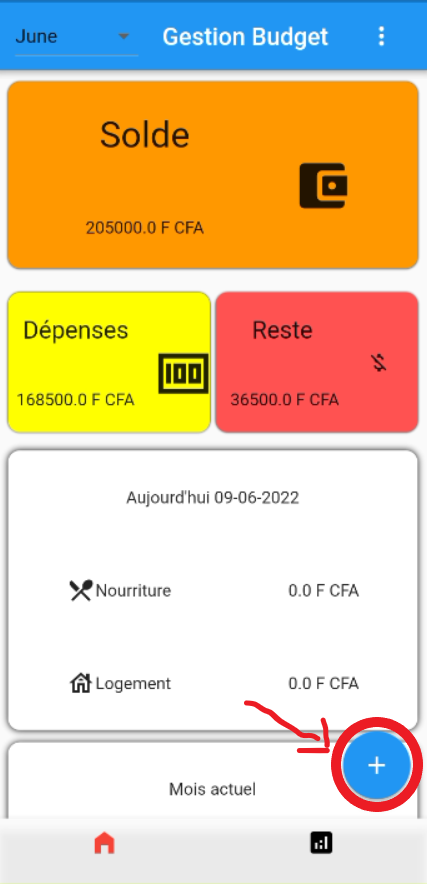 June
Gestion Budget
Solde
205000.0 F CFA
Dépenses
100
168500.0 F CFA
Reste
36500.0 F CFA
Aujourd'hui 09-06-2022
Nourriture 0.0 F CFA
Logement 0.0 F CFA
Mois actuel
+